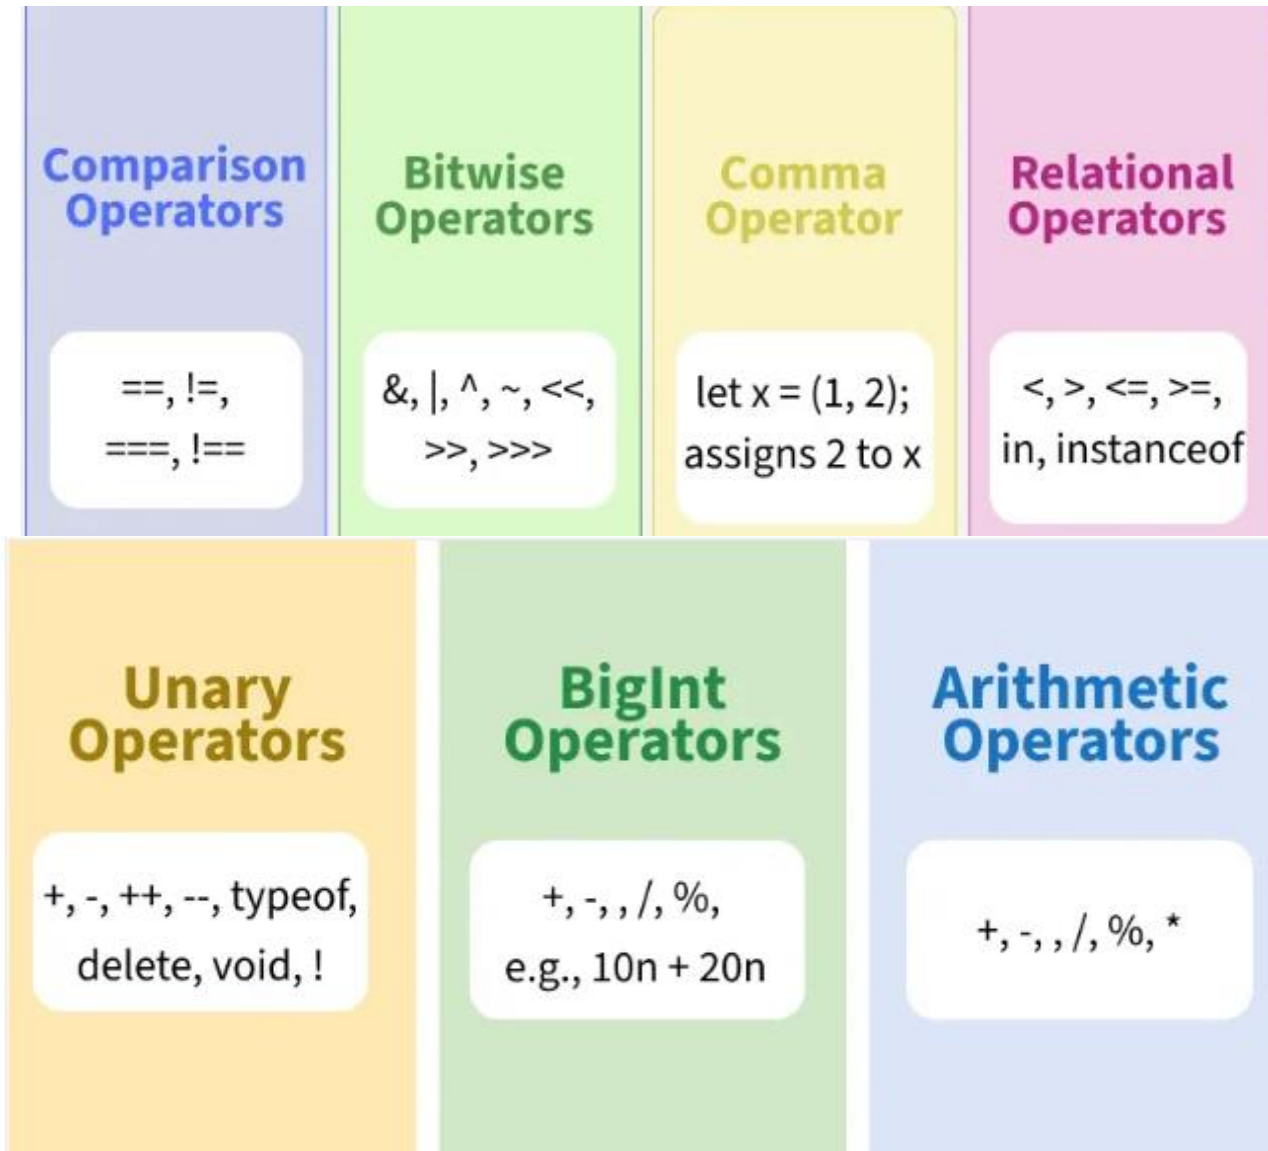 Comparison
Operators
==, !=,
===, !==
Bitwise
Operators
&, |, ^, ~, <<,
>>, >>>
Comma
Operator
let x = (1, 2);
assigns 2 to x
Relational
Operators
<, >, <=, >=,
in, instanceof
Unary
Operators
+, -, ++, --, typeof,
delete, void, !
BigInt
Operators
+, -, , /, %,
e.g., 10n + 20n
Arithmetic
Operators
+, -, , /, %, *